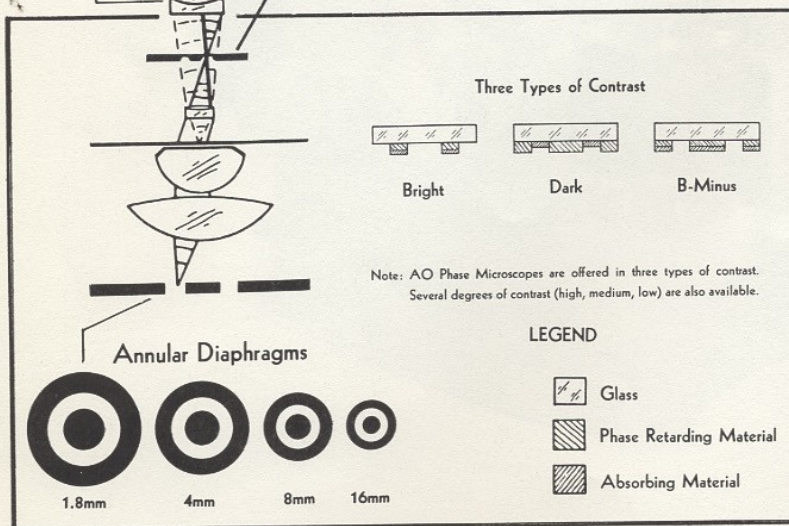 Three Types of Contrast
Bright
Dark
B-Minus
Note: AO Phase Microscopes are offered in three types of contrast.
Several degrees of contrast (high, medium, low) are also available.
Annular Diaphragms
1.8mm
4mm
8mm
16mm
LEGEND
Glass
Phase Retarding Material
Absorbing Material